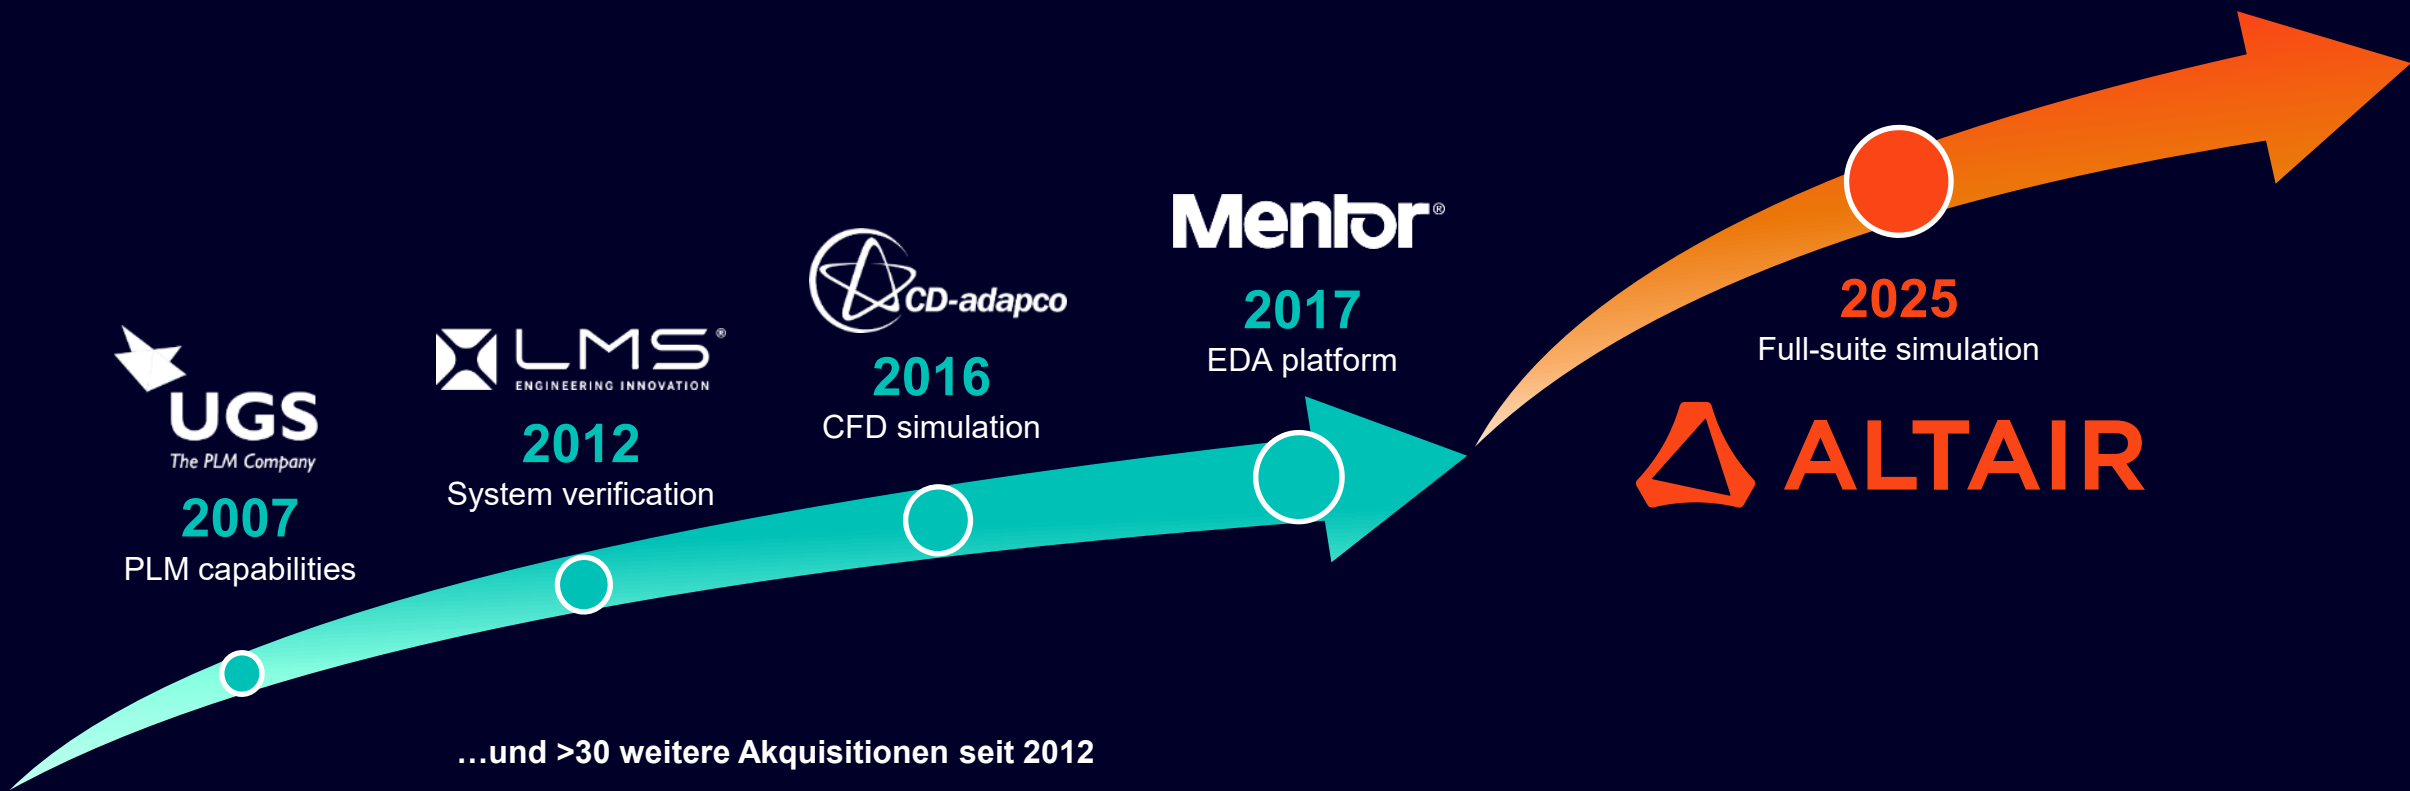 UGS
The PLM Company
2007
PLM capabilities
LMS®
ENGINEERING INNOVATION
2012
System verification
CD-adapco
2016
CFD simulation
Mentor®
2017
EDA platform
2025
Full-suite simulation
ALTAIR
...und >30 weitere Akquisitionen seit 2012